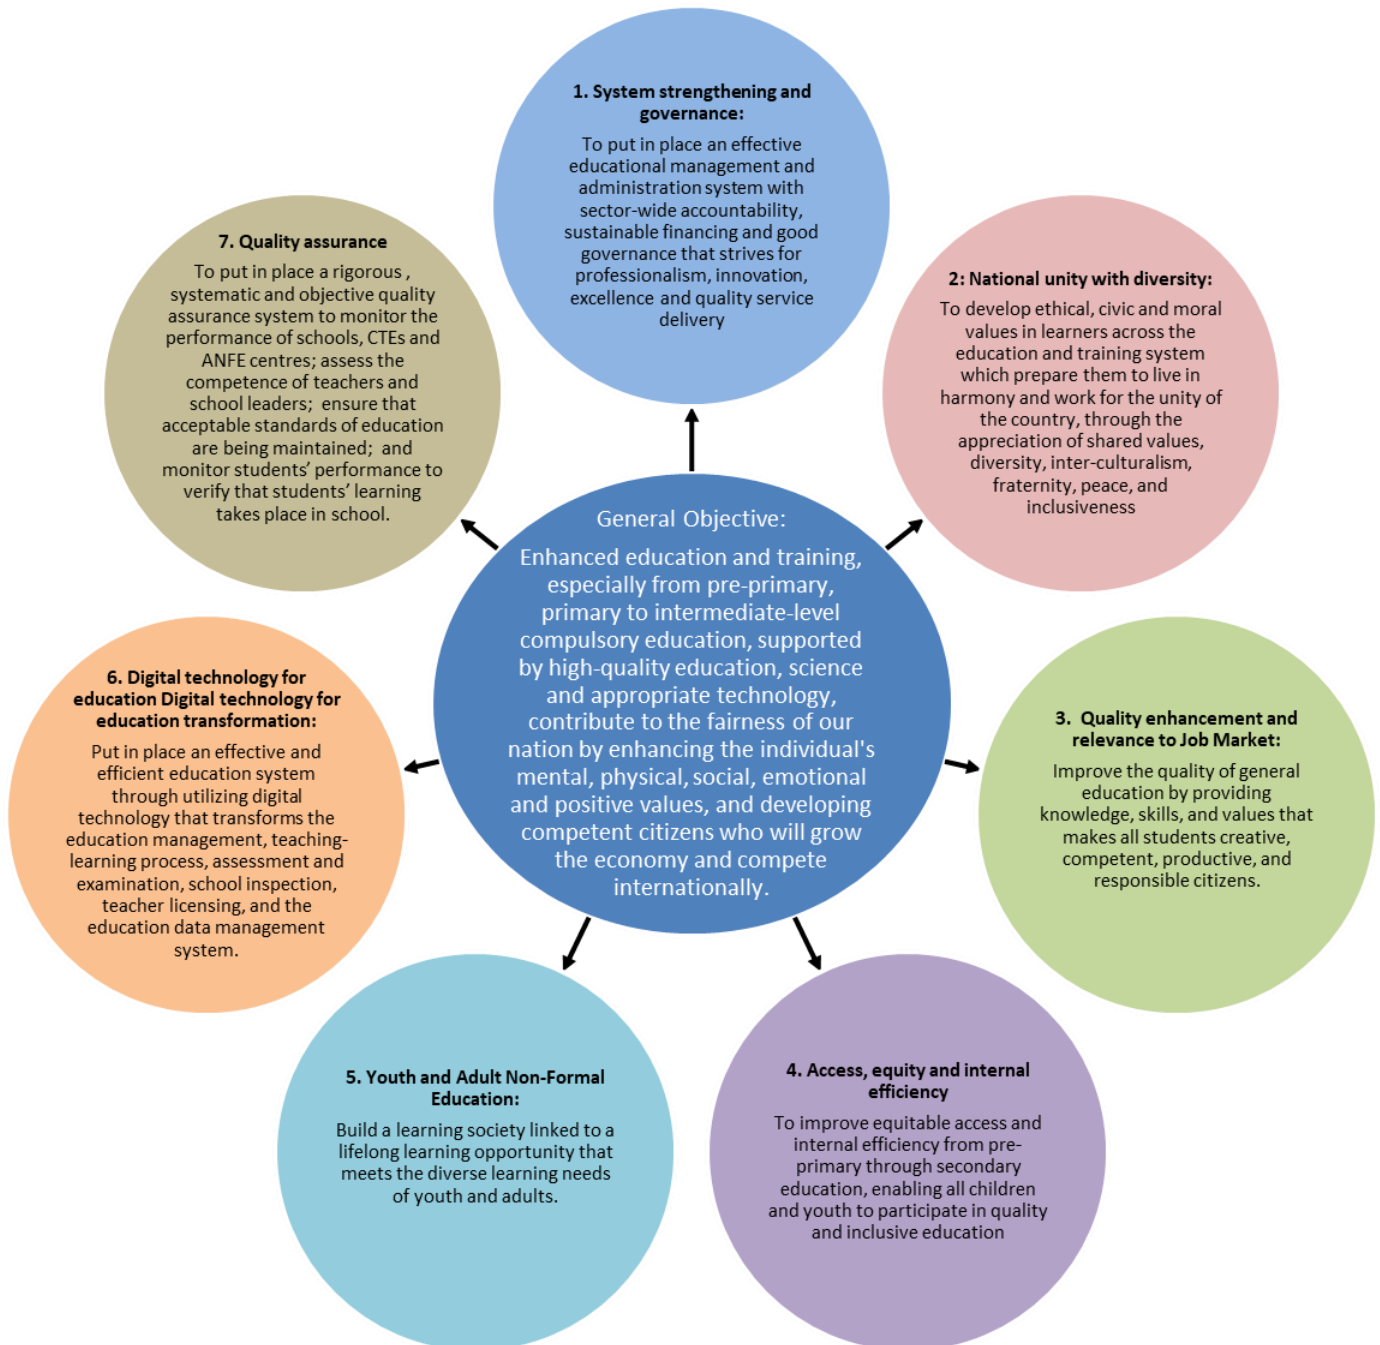 1. System strengthening and
governance:
To put in place an effective
educational management and
administration system with
sector-wide accountability,
sustainable financing and good
governance that strives for
professionalism, innovation,
excellence and quality service
delivery
2: National unity with diversity:
To develop ethical, civic and moral
values in learners across the
education and training system
which prepare them to live in
harmony and work for the unity of
the country, through the
appreciation of shared values,
diversity, inter-culturalism,
fraternity, peace, and
inclusiveness
3. Quality enhancement and
relevance to Job Market:
Improve the quality of general
education by providing
knowledge, skills, and values that
makes all students creative,
competent, productive, and
responsible citizens.
4. Access, equity and internal
efficiency
To improve equitable access and
internal efficiency from pre-
primary through secondary
education, enabling all children
and youth to participate in quality
and inclusive education
5. Youth and Adult Non-Formal
Education:
Build a learning society linked to a
lifelong learning opportunity that
meets the diverse learning needs
of youth and adults.
6. Digital technology for
education Digital technology for
education transformation:
Put in place an effective and
efficient education system
through utilizing digital
technology that transforms the
education management, teaching-
learning process, assessment and
examination, school inspection,
teacher licensing, and the
education data management
system.
7. Quality assurance
To put in place a rigorous ,
systematic and objective quality
assurance system to monitor the
performance of schools, CTEs and
ANFE centres; assess the
competence of teachers and
school leaders; ensure that
acceptable standards of education
are being maintained; and
monitor students’ performance to
verify that students’ learning
takes place in school.
General Objective:
Enhanced education and training,
especially from pre-primary,
primary to intermediate-level
compulsory education, supported
by high-quality education, science
and appropriate technology,
contribute to the fairness of our
nation by enhancing the individual's
mental, physical, social, emotional
and positive values, and developing
competent citizens who will grow
the economy and compete
internationally.